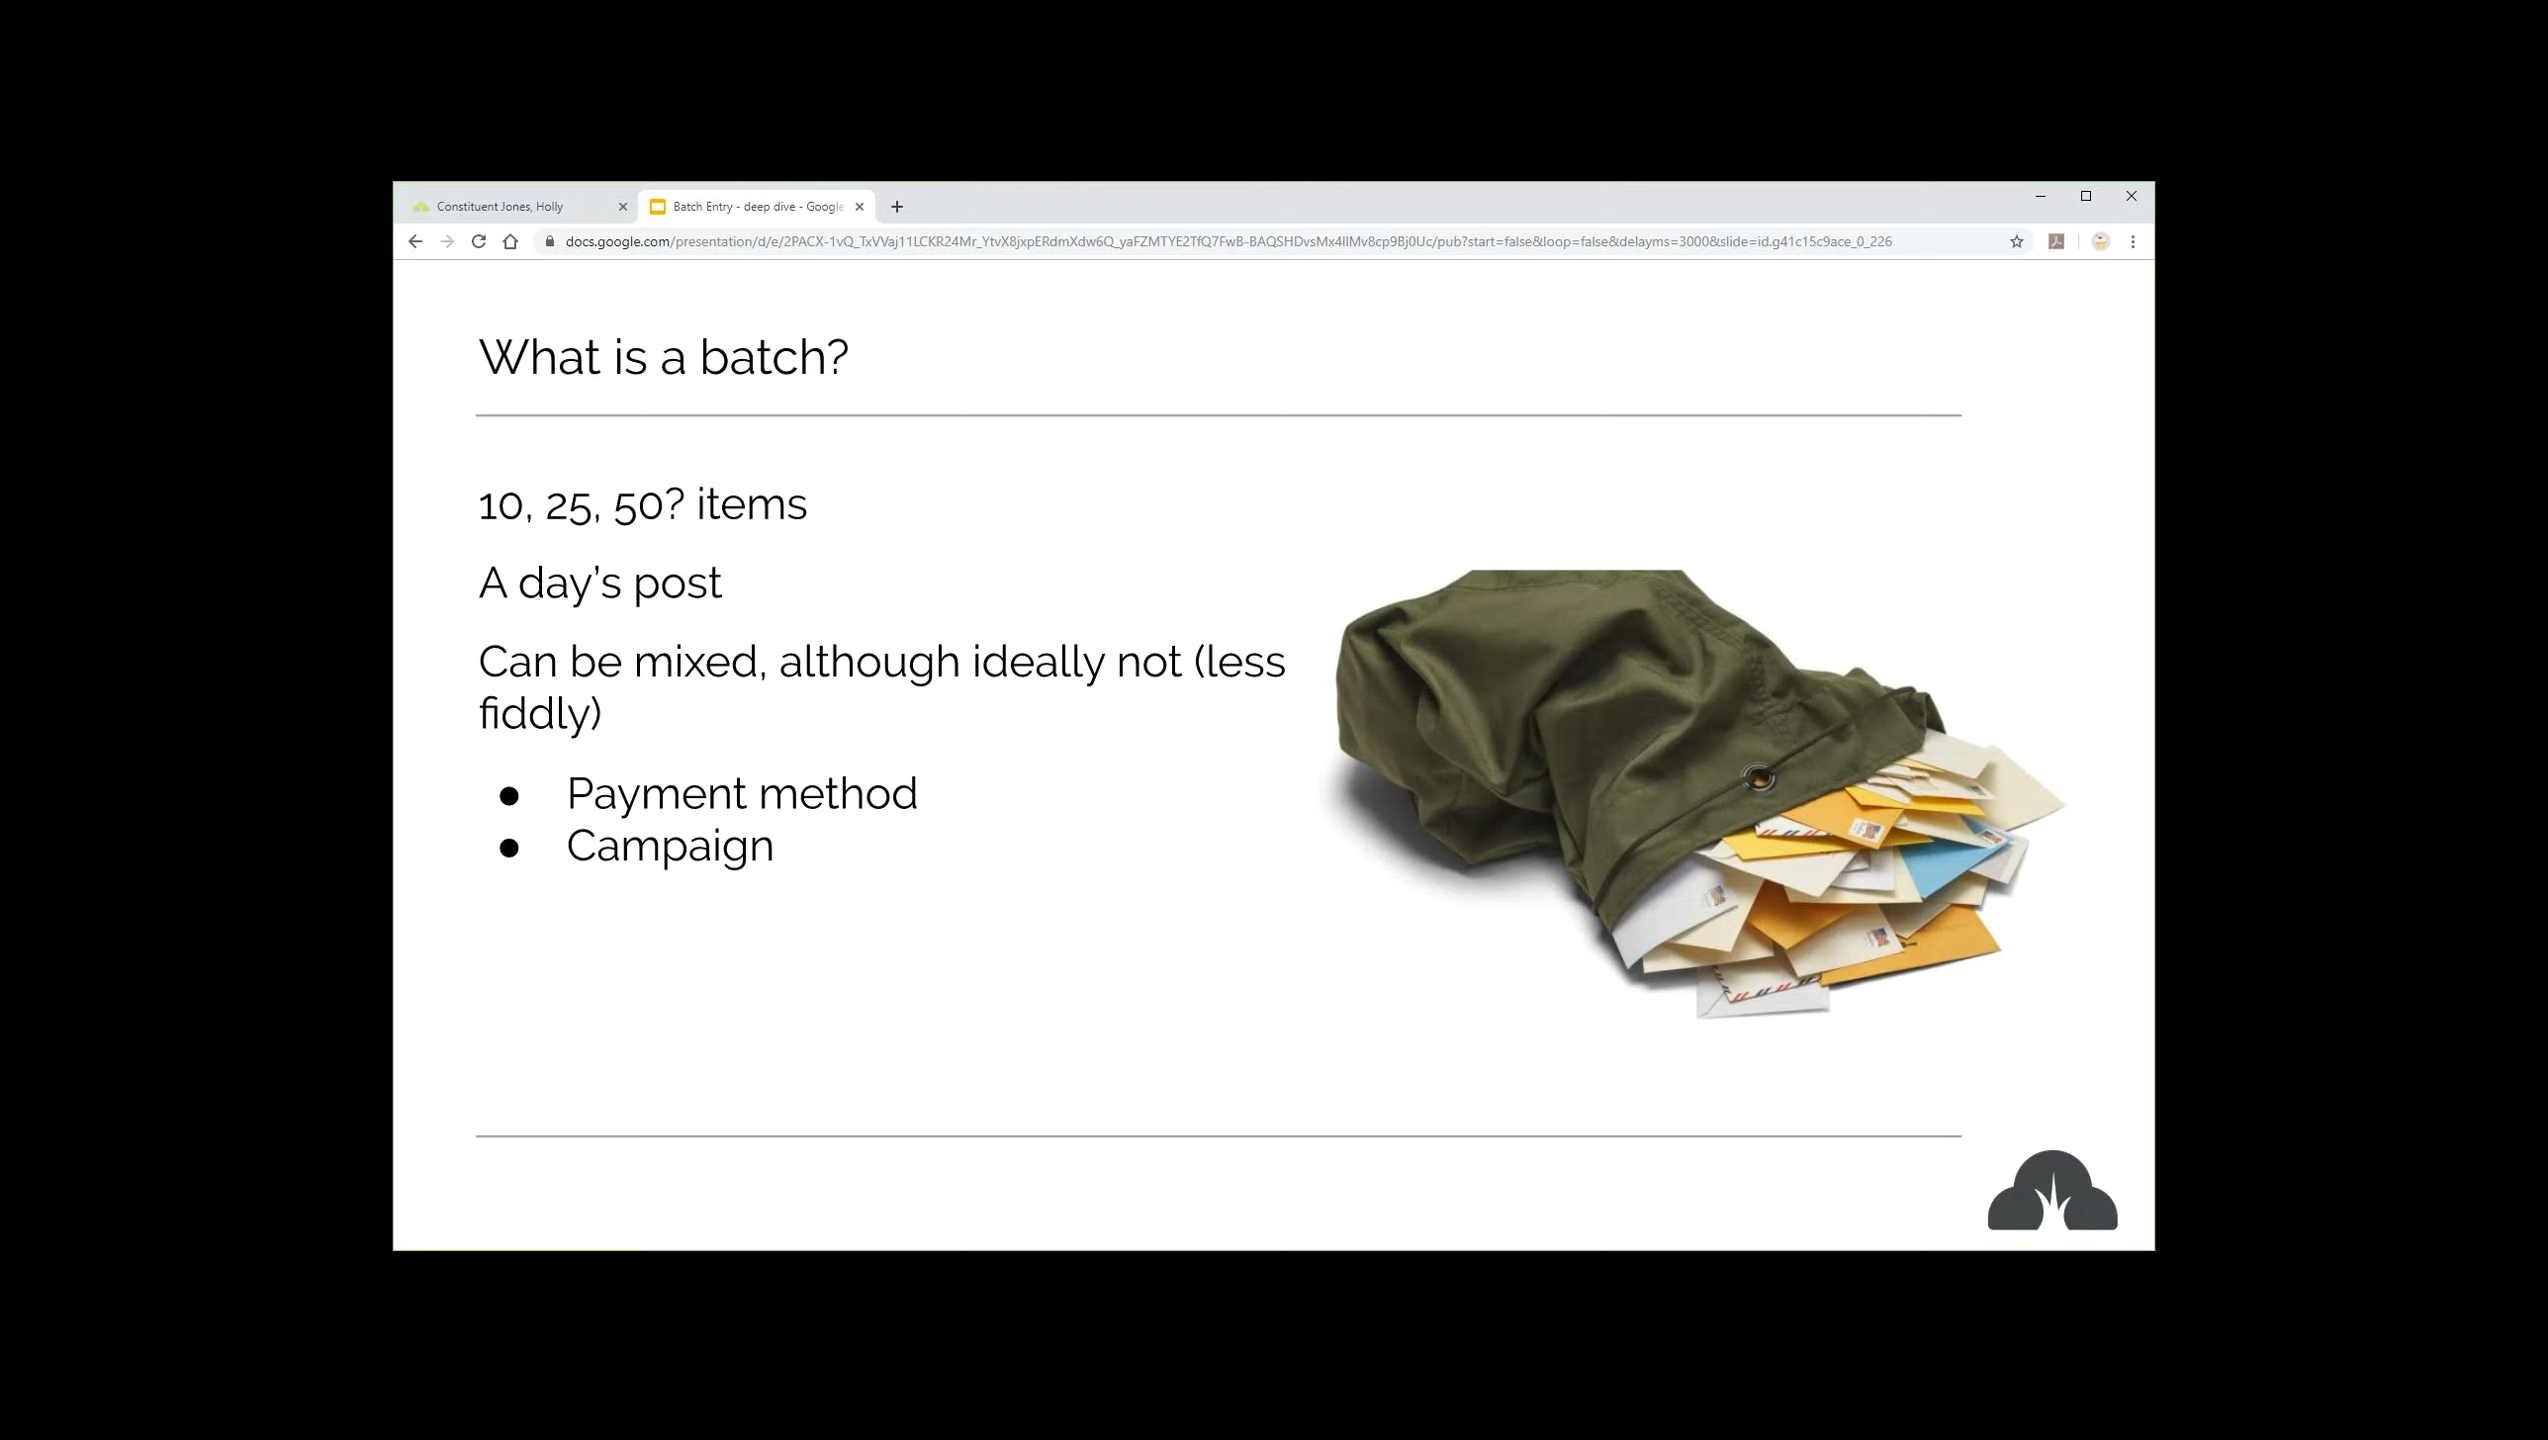 Constituent Jones, Holly
Batch Entry - deep dive - Google
docs.google.com/presentation/d/e/2PACX-1vQ_TxVVaj11LCKR24Mr_YtvX8jxpERdmXdw6Q_yaFZMTYE2TfQ7FwB-BAQSHDvsMx4IIMv8cp9Bj0Uc/pub?start=false&loop=false&delayms=3000&slide=id.g41c15c9ace_0_226
What is a batch?
10, 25, 50? items
A day’s post
Can be mixed, although ideally not (less
fiddly)
● Payment method
● Campaign